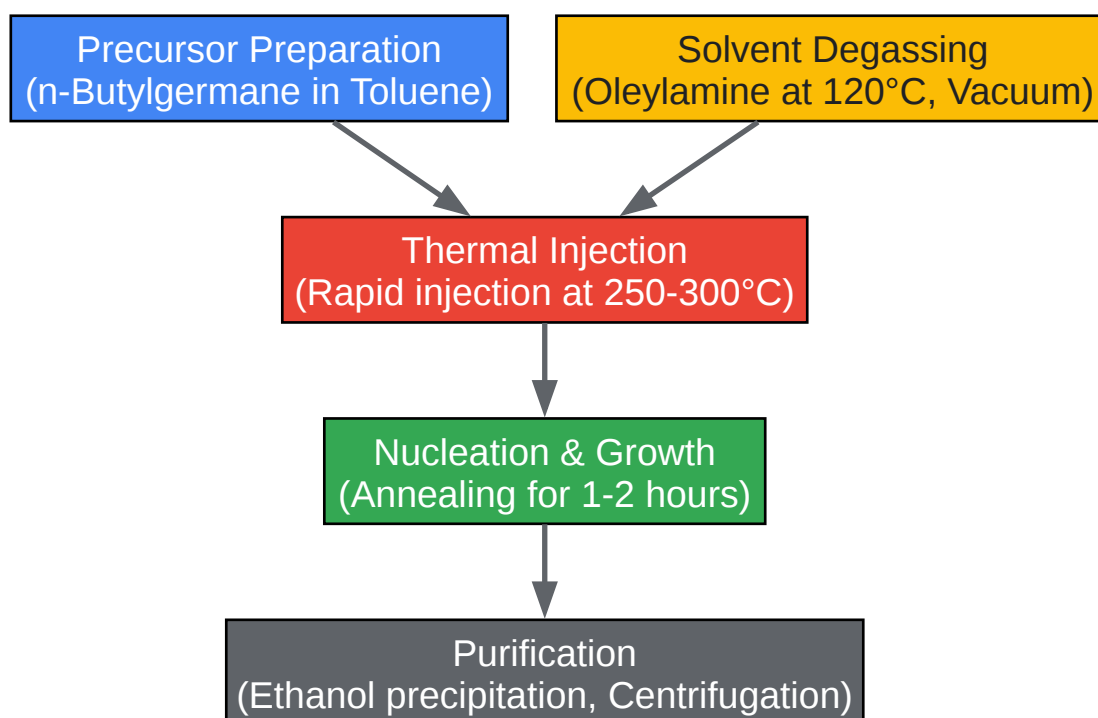 Precursor Preparation
(n-Butylgermane in Toluene)
Solvent Degassing
(Oleylamine at 120°C, Vacuum)
Thermal Injection
(Rapid injection at 250-300°C)
Nucleation & Growth
(Annealing for 1-2 hours)
Purification
(Ethanol precipitation, Centrifugation)